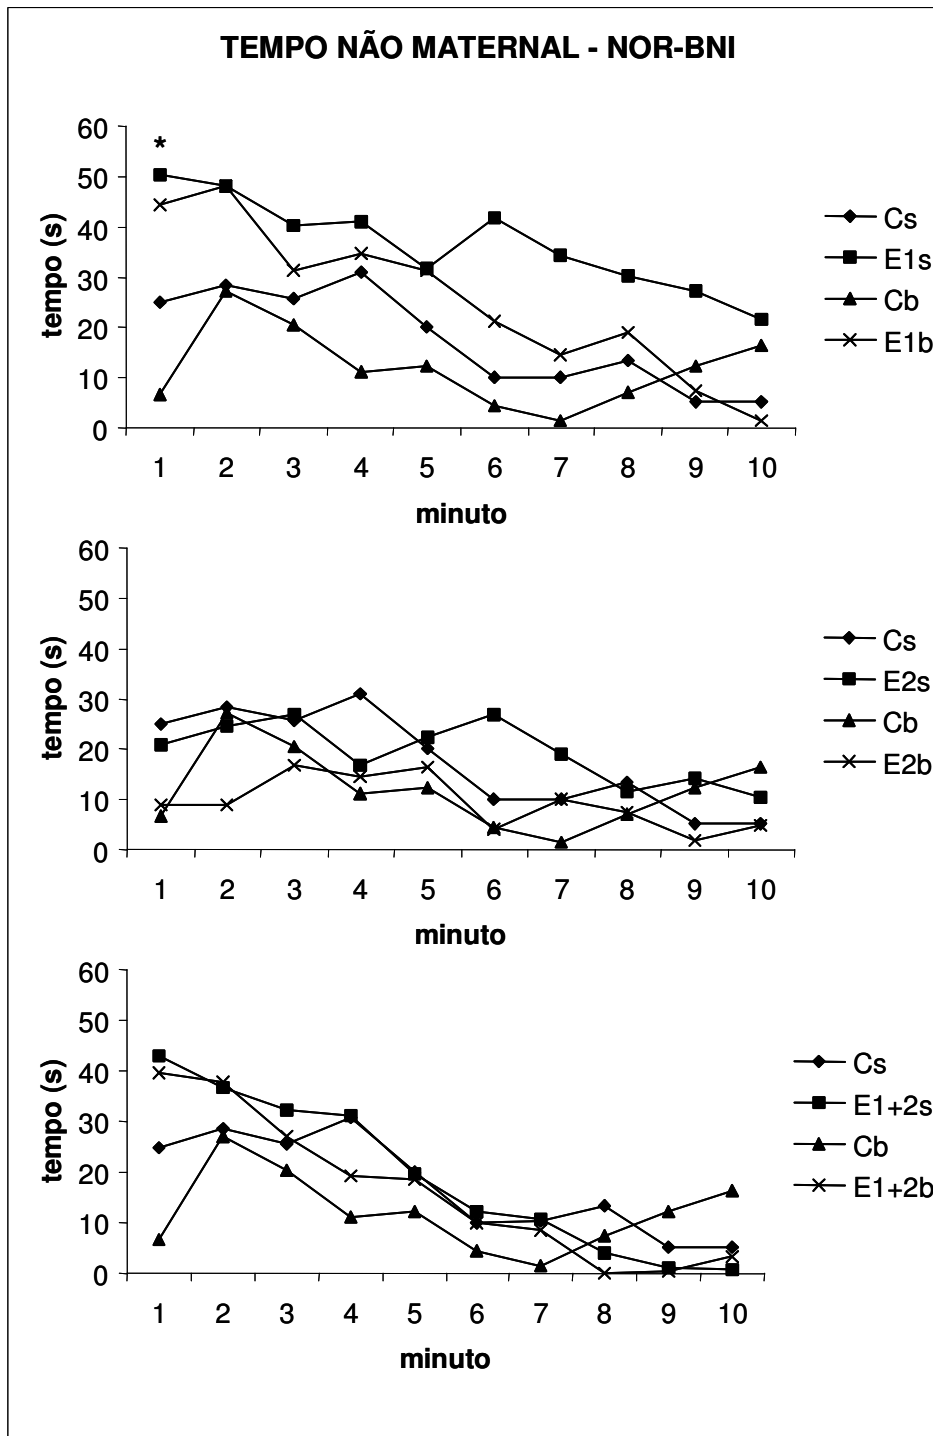 TEMPO NÃO MATERNAL - NOR-BNI
*
60
50
40
30
20
10
0
tempo (s)
1 2 3 4 5 6 7 8 9 10
minuto
Cs
E1s
Cb
E1b
60
50
40
30
20
10
0
tempo (s)
1 2 3 4 5 6 7 8 9 10
minuto
Cs
E2s
Cb
E2b
60
50
40
30
20
10
0
tempo (s)
1 2 3 4 5 6 7 8 9 10
minuto
Cs
E1+2s
Cb
E1+2b